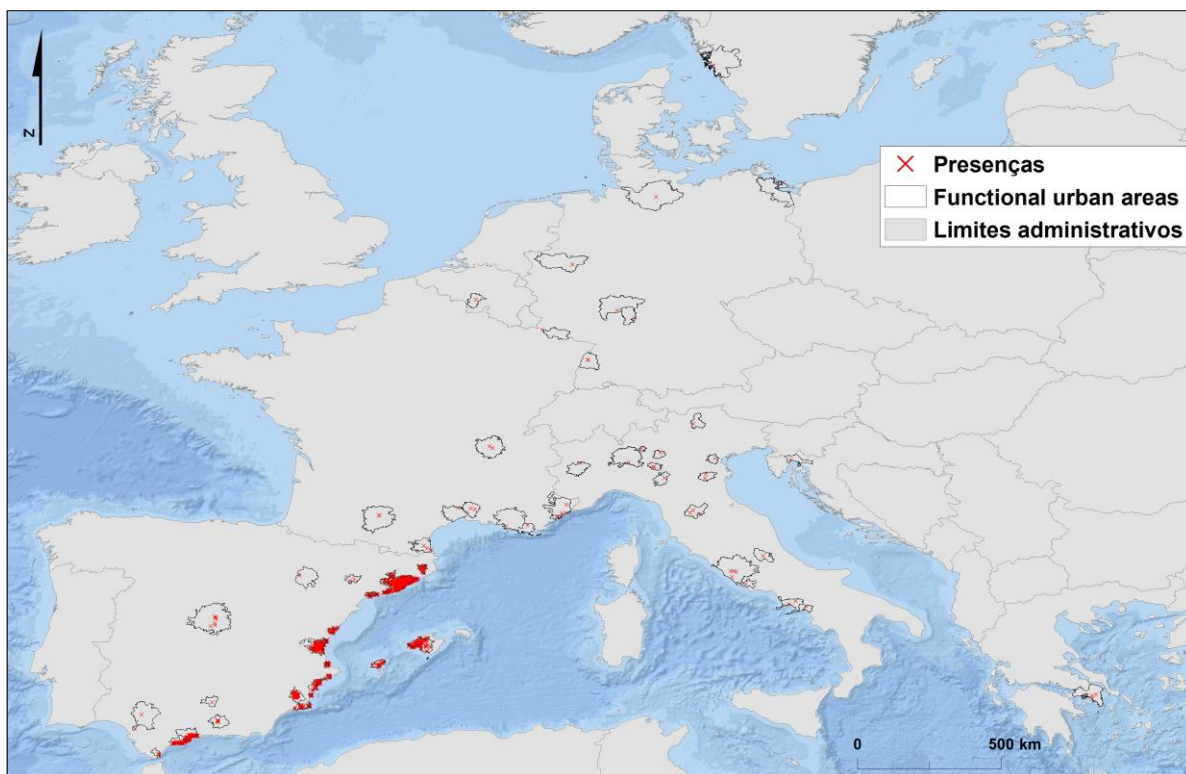 N
Presenças
Functional urban areas
Limites administrativos
0 500 km